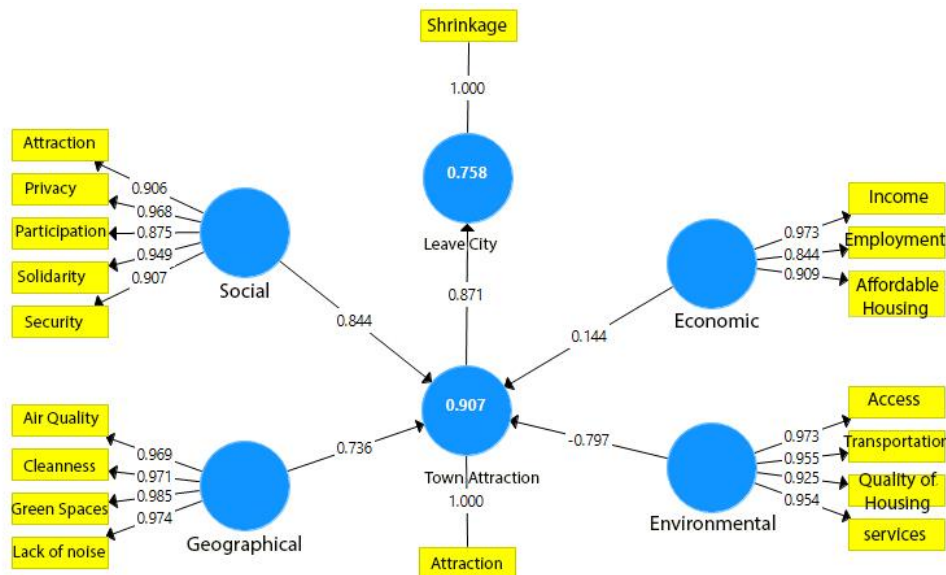 Shrinkage
1.000
0.758
Leave City
0.871
Attraction
Privacy
Participation
Solidarity
Security
0.906
0.968
0.875
0.949
0.907
Social
0.844
Income
Employment
Affordable
Housing
0.973
0.844
0.909
Economic
0.144
0.907
Town Attraction
1.000
Attraction
Air Quality
Cleanness
Green Spaces
Lack of noise
0.969
0.971
0.985
0.974
Geographical
0.736
Access
Transportation
Quality of
Housing
services
0.973
0.955
0.925
0.954
Environmental
-0.797